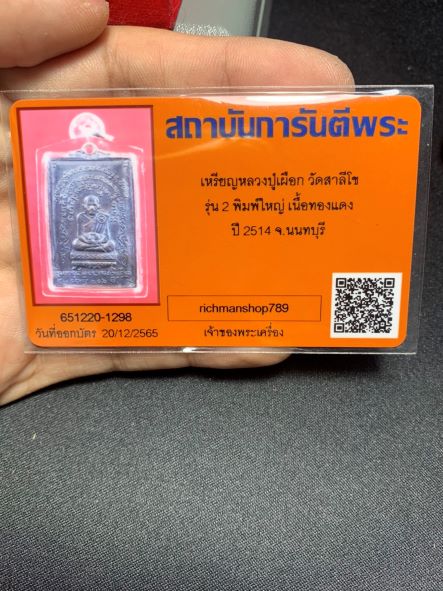 สถาบันการันตีพระ
เหรียญหลวงปู่เผือก วัดสาลีโข
รุ่น 2 พิมพ์ใหญ่ เนื้อทองแดง
ปี 2514 จ.นนทบุรี
richmanshop789
651220-1298
วันที่ออกบัตร 20/12/2565
เจ้าของพระเครื่อง